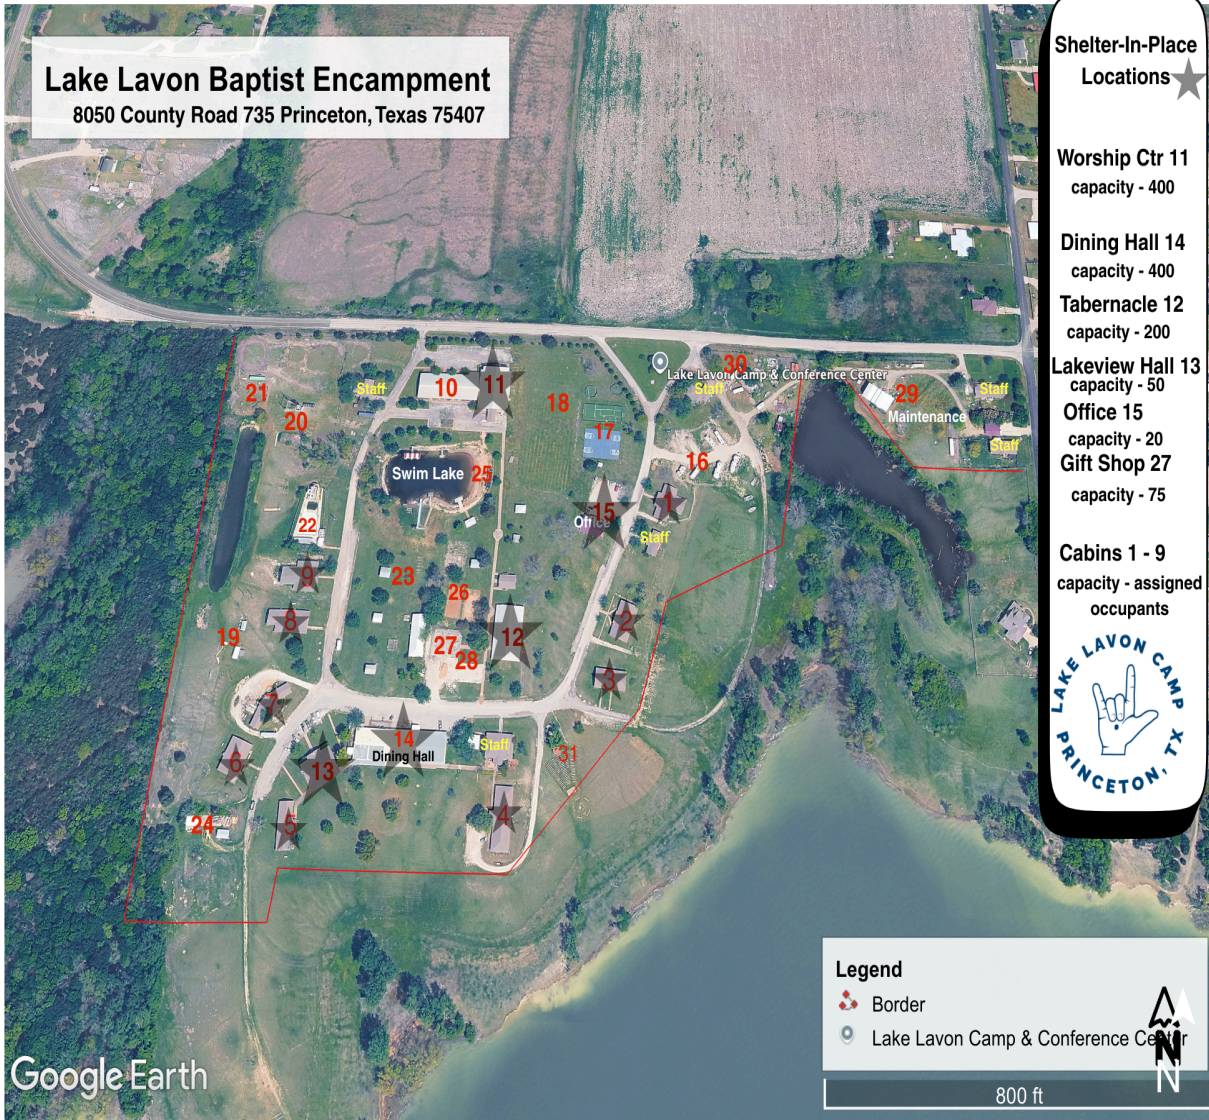 Lake Lavon Baptist Encampment
8050 County Road 735 Princeton, Texas 75407
Shelter-In-Place
Locations
Worship Ctr 11
capacity - 400
Dining Hall 14
capacity - 400
Tabernacle 12
capacity - 200
Lakeview Hall 13
capacity - 50
Office 15
capacity - 20
Gift Shop 27
capacity - 75
Cabins 1 - 9
capacity - assigned
occupants
LAKE LAVON CAMP
PRINCETON, TX
30
Lake Lavon Camp & Conference Center
Staff
10
11
18
21
20
Staff
29
Maintenance
Staff
Staff
17
16
Swim Lake
25
22
15
Office
1
Staff
9
23
26
8
19
12
27
28
2
3
7
14
Dining Hall
Staff
31
6
13
24
5
4
Legend
Border
Lake Lavon Camp & Conference Center
N
N
800 ft
Google Earth